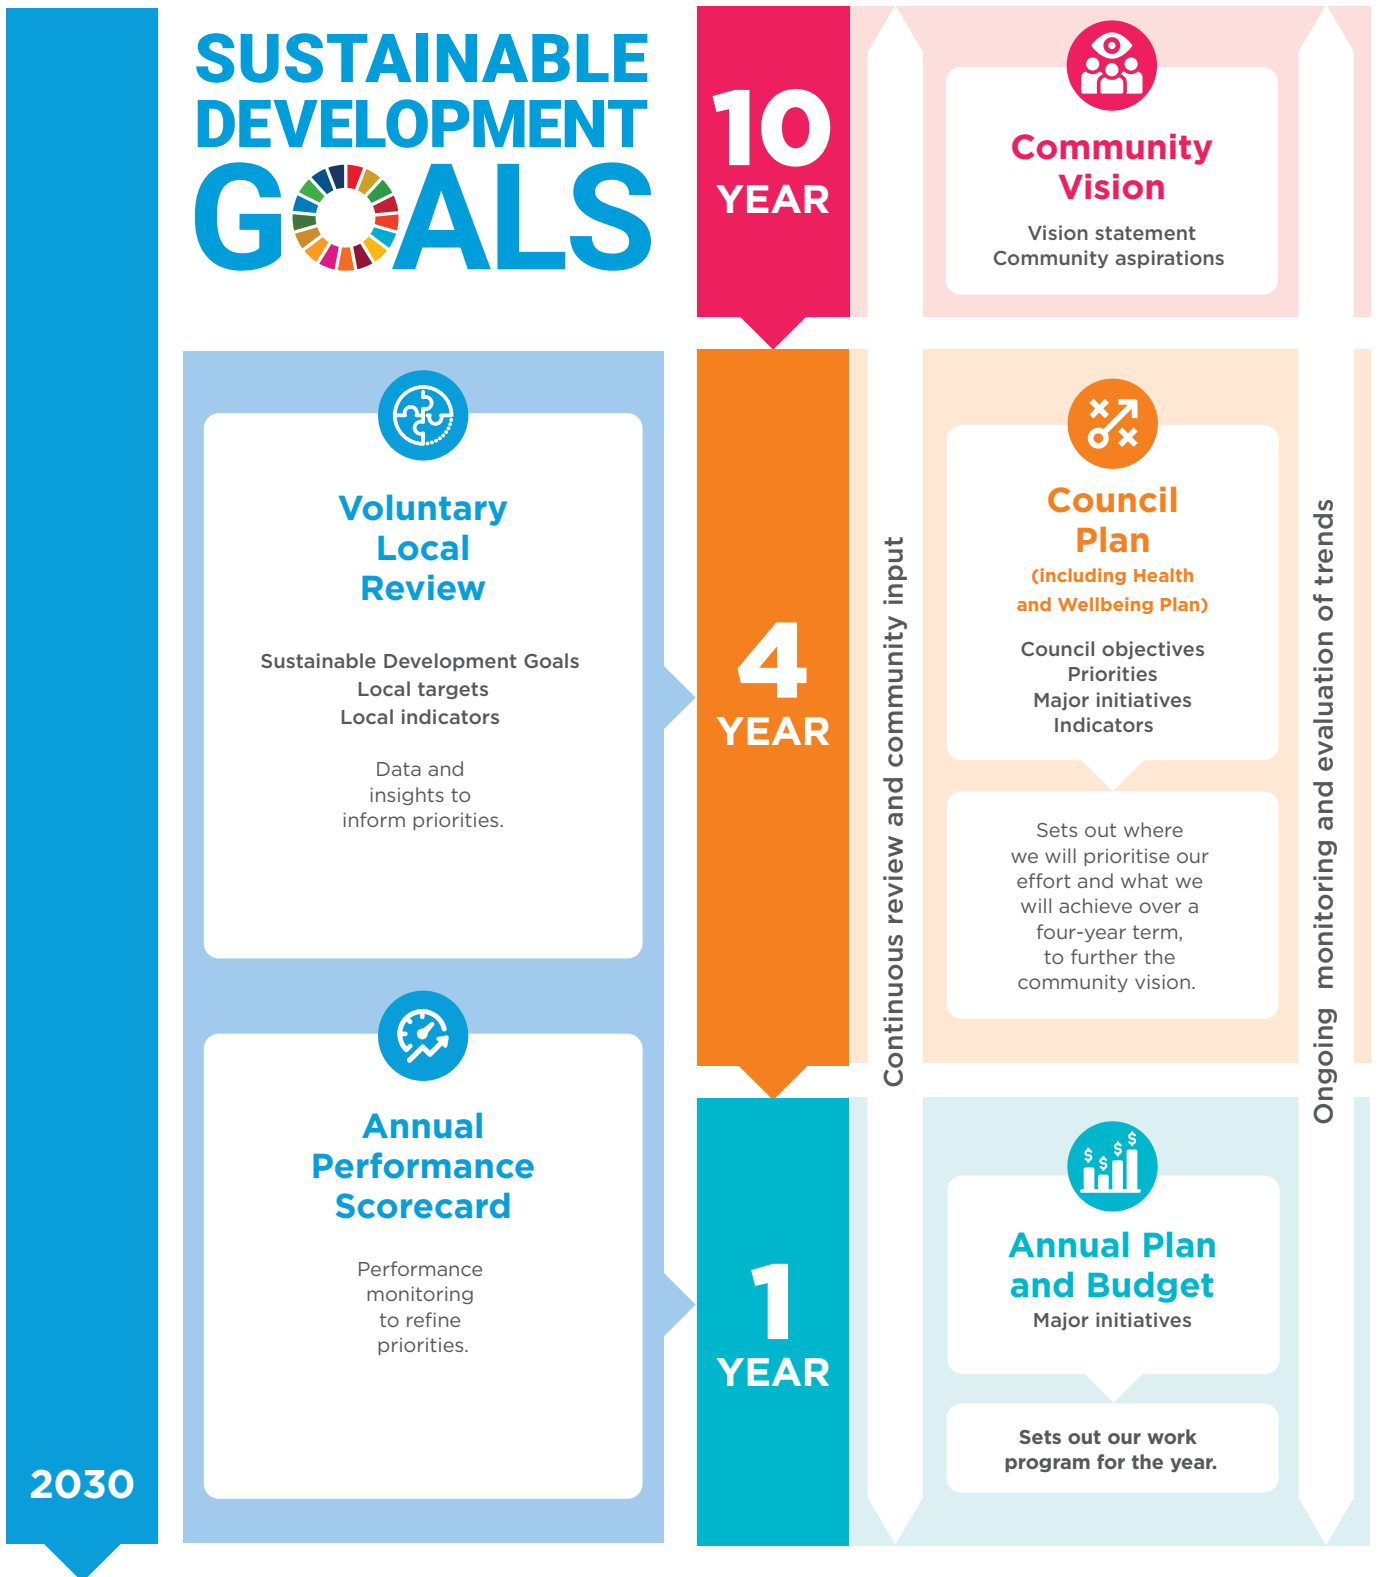 SUSTAINABLE
DEVELOPMENT
GOALS
2030
Voluntary
Local
Review
Sustainable Development Goals
Local targets
Local indicators
Data and
insights to
inform priorities.
Annual
Performance
Scorecard
Performance
monitoring
to refine
priorities.
10
YEAR
Community
Vision
Vision statement
Community aspirations
4
YEAR
Council
Plan
(including Health
and Wellbeing Plan)
Council objectives
Priorities
Major initiatives
Indicators
Sets out where
we will prioritise our
effort and what we
will achieve over a
four-year term,
to further the
community vision.
1
YEAR
$ $ $ $
Annual Plan
and Budget
Major initiatives
Sets out our work
program for the year.
Continuous review and community input
Ongoing monitoring and evaluation of trends